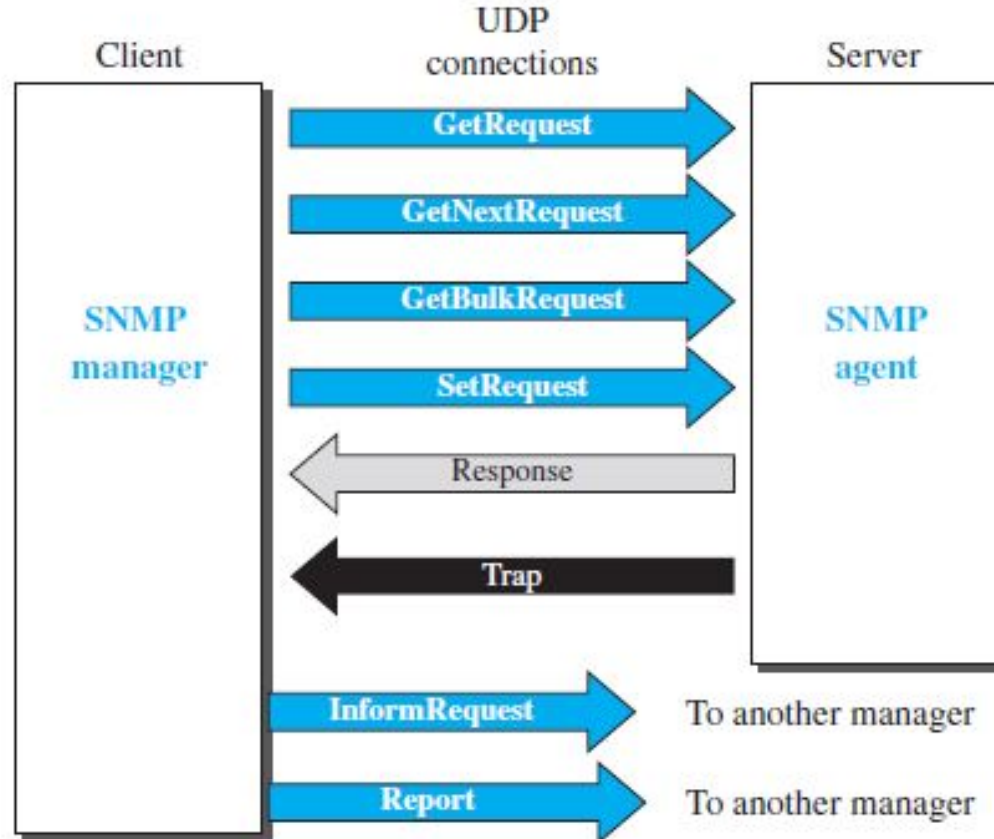 UDP
connections
Client
Server
GetRequest
GetNextRequest
GetBulkRequest
SNMP
manager
SNMP
agent
SetRequest
Response
Trap
InformRequest
To another manager
Report
To another manager